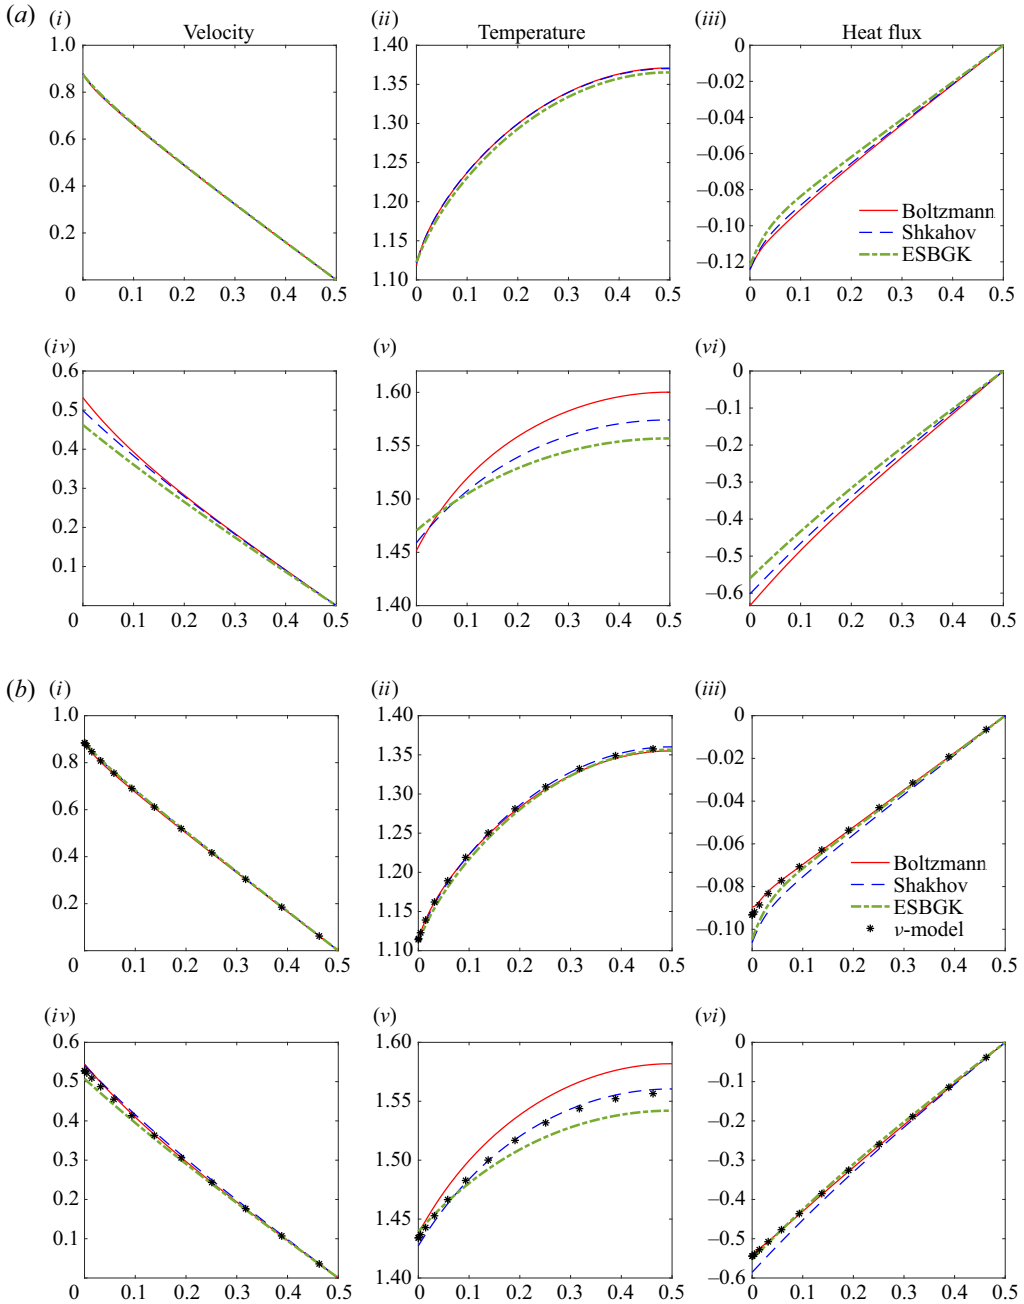 (a) (i) (ii) (iii)
Velocity Temperature Heat flux
1.0 1.40 0
0.8 1.35 –0.02
0.6 1.30 –0.04
0.4 1.25 –0.06
0.2 1.20 –0.08
1.15 –0.10
1.10 –0.12
Boltzmann
Shkahov
ESBGK
0 0.1 0.2 0.3 0.4 0.5 0 0.1 0.2 0.3 0.4 0.5 0 0.1 0.2 0.3 0.4 0.5
(iv) (v) (vi)
0.6 1.60 0
0.5 1.55 –0.1
0.4 1.50 –0.2
0.3 1.45 –0.3
0.2 1.40 –0.4
0.1 –0.5
–0.6
0 0.1 0.2 0.3 0.4 0.5 0 0.1 0.2 0.3 0.4 0.5 0 0.1 0.2 0.3 0.4 0.5
(b) (i) (ii) (iii)
1.0 1.40 0
0.8 1.35 –0.02
0.6 1.30 –0.04
0.4 1.25 –0.06
0.2 1.20 –0.08
1.15 –0.10
1.10
Boltzmann
Shakhov
ESBGK
ν-model
0 0.1 0.2 0.3 0.4 0.5 0 0.1 0.2 0.3 0.4 0.5 0 0.1 0.2 0.3 0.4 0.5
(iv) (v) (vi)
0.6 1.60 0
0.5 1.55 –0.1
0.4 1.50 –0.2
0.3 1.45 –0.3
0.2 1.40 –0.4
0.1 –0.5
–0.6
0 0.1 0.2 0.3 0.4 0.5 0 0.1 0.2 0.3 0.4 0.5 0 0.1 0.2 0.3 0.4 0.5